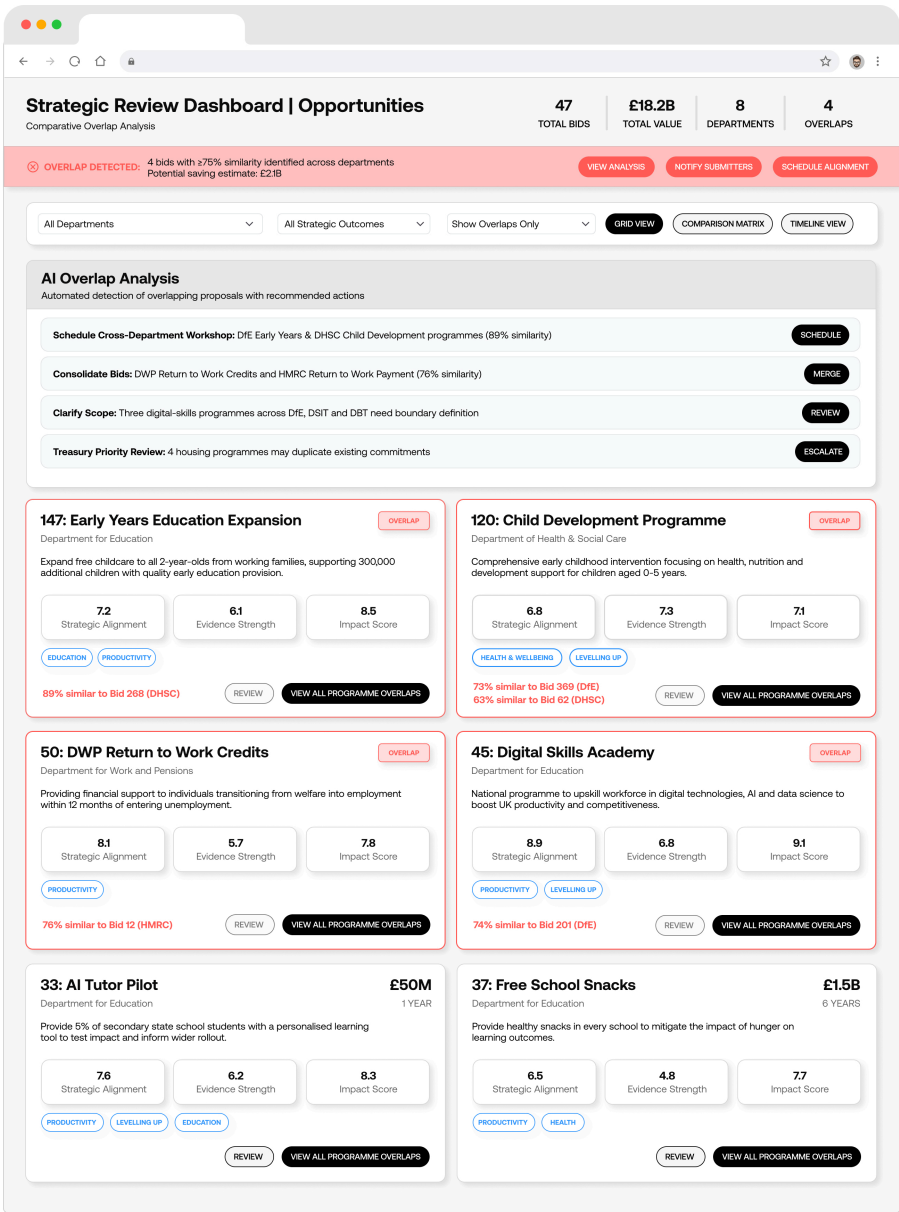 Strategic Review Dashboard | Opportunities
Comparative Overlap Analysis
47
TOTAL BIDS
£18.2B
TOTAL VALUE
8
DEPARTMENTS
4
OVERLAPS
OVERLAP DETECTED:
4 bids with ≥75% similarity identified across departments
Potential saving estimate: £2.1B
VIEW ANALYSIS
NOTIFY SUBMITTERS
SCHEDULE ALIGNMENT
All Departments
All Strategic Outcomes
Show Overlaps Only
GRID VIEW
COMPARISON MATRIX
TIMELINE VIEW
AI Overlap Analysis
Automated detection of overlapping proposals with recommended actions
Schedule Cross-Department Workshop: DfE Early Years & DHSC Child Development programmes (89% similarity)
SCHEDULE
Consolidate Bids: DWP Return to Work Credits and HMRC Return to Work Payment (76% similarity)
MERGE
Clarify Scope: Three digital-skills programmes across DfE, DSIT and DBT need boundary definition
REVIEW
Treasury Priority Review: 4 housing programmes may duplicate existing commitments
ESCALATE
147: Early Years Education Expansion
OVERLAP
Department for Education
Expand free childcare to all 2-year-olds from working families, supporting 300,000
additional children with quality early education provision.
7.2
Strategic Alignment
6.1
Evidence Strength
8.5
Impact Score
EDUCATION
PRODUCTIVITY
89% similar to Bid 268 (DHSC)
REVIEW
VIEW ALL PROGRAMME OVERLAPS
120: Child Development Programme
OVERLAP
Department of Health & Social Care
Comprehensive early childhood intervention focusing on health, nutrition and
development support for children aged 0-5 years.
6.8
Strategic Alignment
7.3
Evidence Strength
7.1
Impact Score
HEALTH & WELLBEING
LEVELLING UP
73% similar to Bid 369 (DfE)
63% similar to Bid 62 (DHSC)
REVIEW
VIEW ALL PROGRAMME OVERLAPS
50: DWP Return to Work Credits
OVERLAP
Department for Work and Pensions
Providing financial support to individuals transitioning from welfare into employment
within 12 months of entering unemployment.
8.1
Strategic Alignment
5.7
Evidence Strength
7.8
Impact Score
PRODUCTIVITY
76% similar to Bid 12 (HMRC)
REVIEW
VIEW ALL PROGRAMME OVERLAPS
45: Digital Skills Academy
OVERLAP
Department for Education
National programme to upskill workforce in digital technologies, AI and data science to
boost UK productivity and competitiveness.
8.9
Strategic Alignment
6.8
Evidence Strength
9.1
Impact Score
PRODUCTIVITY
LEVELLING UP
74% similar to Bid 201 (DfE)
REVIEW
VIEW ALL PROGRAMME OVERLAPS
33: AI Tutor Pilot
£50M
Department for Education
1 YEAR
Provide 5% of secondary state school students with a personalised learning
tool to test impact and inform wider rollout.
7.6
Strategic Alignment
6.2
Evidence Strength
8.3
Impact Score
PRODUCTIVITY
LEVELLING UP
EDUCATION
REVIEW
VIEW ALL PROGRAMME OVERLAPS
37: Free School Snacks
£1.5B
Department for Education
6 YEARS
Provide healthy snacks in every school to mitigate the impact of hunger on
learning outcomes.
6.5
Strategic Alignment
4.8
Evidence Strength
7.7
Impact Score
PRODUCTIVITY
HEALTH
REVIEW
VIEW ALL PROGRAMME OVERLAPS